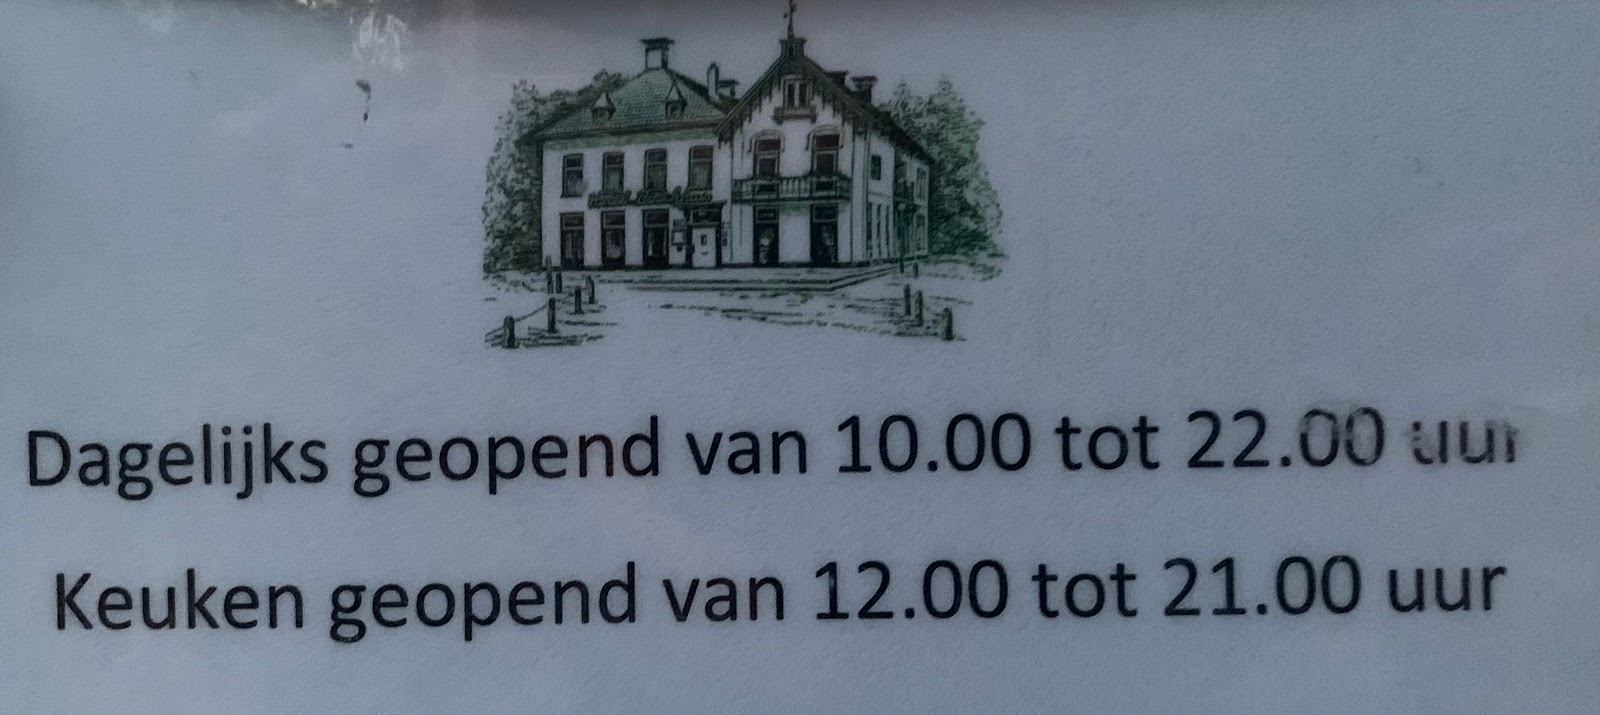 Dagelijks geopend van 10.00 tot 22.00 uur
Keuken geopend van 12.00 tot 21.00 uur